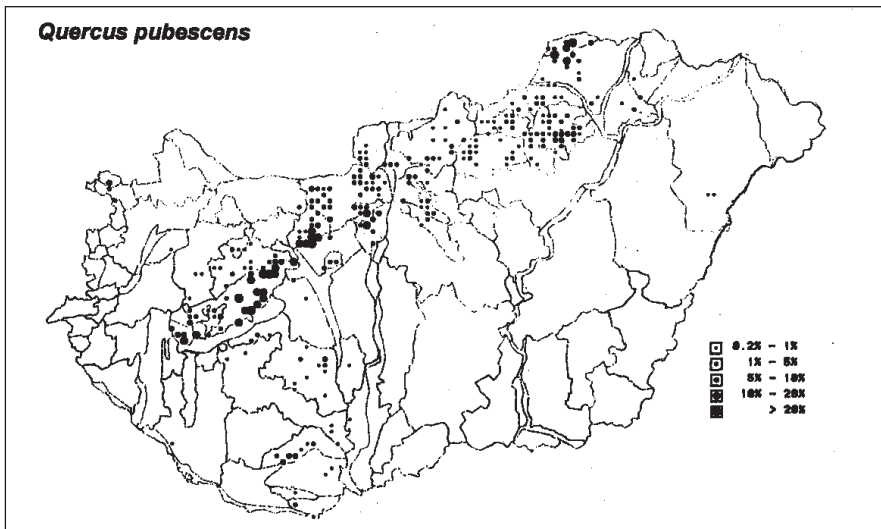 Quercus pubescens
0.2% - 1%
1% - 5%
5% - 10%
10% - 20%
> 20%